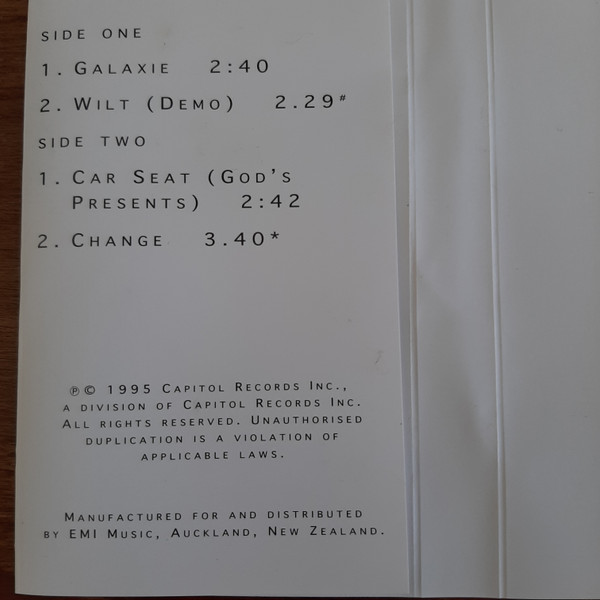 SIDE ONE
1. GALAXIE 2:40
2. WILT (DEMO) 2.29#
SIDE TWO
1. CAR SEAT (GOD'S
PRESENTS) 2:42
2. CHANGE 3.40*
℗© 1995 CAPITOL RECORDS INC.,
A DIVISION OF CAPITOL RECORDS INC.
ALL RIGHTS RESERVED. UNAUTHORISED
DUPLICATION IS A VIOLATION OF
APPLICABLE LAWS.
MANUFACTURED FOR AND DISTRIBUTED
BY EMI MUSIC, AUCKLAND, NEW ZEALAND.